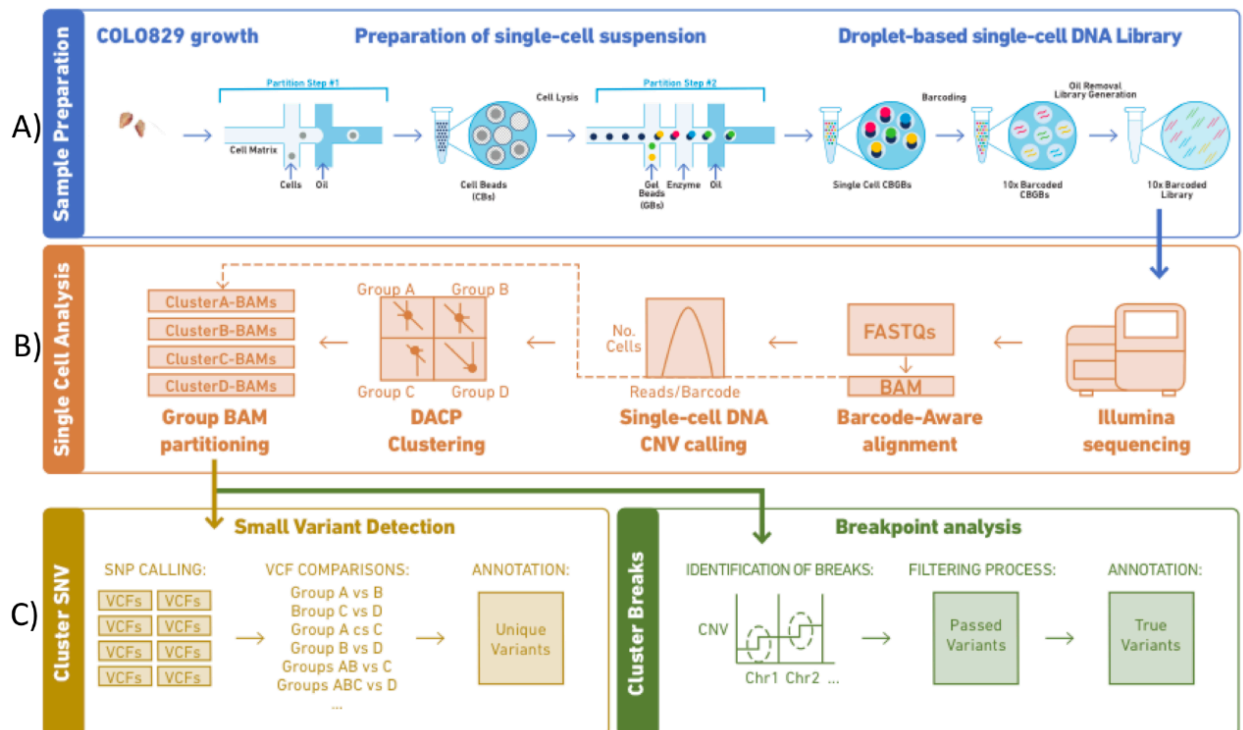 A)
Sample Preparation
COLO829 growth
Preparation of single-cell suspension
Droplet-based single-cell DNA Library
Partition Step #1
Cell Matrix
Cells
Oil
Cell Beads
(CBs)
Cell Lysis
Partition Step #2
Gel
Beads
(GBs)
Enzyme
Oil
Single Cell CBGBs
Barcoding
10x Barcoded
CBGBs
Oil Removal
Library Generation
10x Barcoded
Library
B)
Single Cell Analysis
ClusterA-BAMs
ClusterB-BAMs
ClusterC-BAMs
ClusterD-BAMs
Group BAM
partitioning
Group A
Group B
Group C
Group D
DACP
Clustering
No.
Cells
Reads/Barcode
Single-cell DNA
CNV calling
FASTQs
BAM
Barcode-Aware
alignment
Illumina
sequencing
C)
Cluster SNV
Small Variant Detection
SNP CALLING:
VCFs VCFs
VCFs VCFs
VCFs VCFs
VCFs VCFs
VCF COMPARISONS:
Group A vs B
Broup C vs D
Group A cs C
Group B vs D
Groups AB vs C
Groups ABC vs D
...
ANNOTATION:
Unique
Variants
Cluster Breaks
Breakpoint analysis
IDENTIFICATION OF BREAKS:
CNV
Chr1 Chr2 ...
FILTERING PROCESS:
Passed
Variants
ANNOTATION:
True
Variants